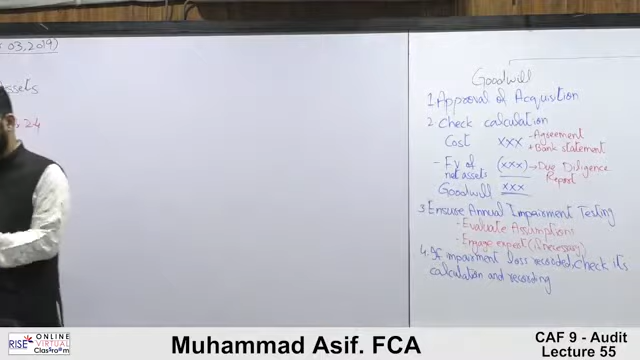 03, 2019)
ssets
24
Goodwill
1. Approval of Acquisition
2. Check calculation
Cost xxx - Agreement
- Bank statement
- F.v of net assets (xxx) → Due Diligence Report
Goodwill xxx
3. Ensure Annual Impairment Testing
- Evaluate Assumptions
- Engage expert (if necessary)
4. If impairment loss recorded, check its
calculation and recording
RISE ONLINE VIRTUAL Classroom
Muhammad Asif. FCA
CAF 9 - Audit
Lecture 55